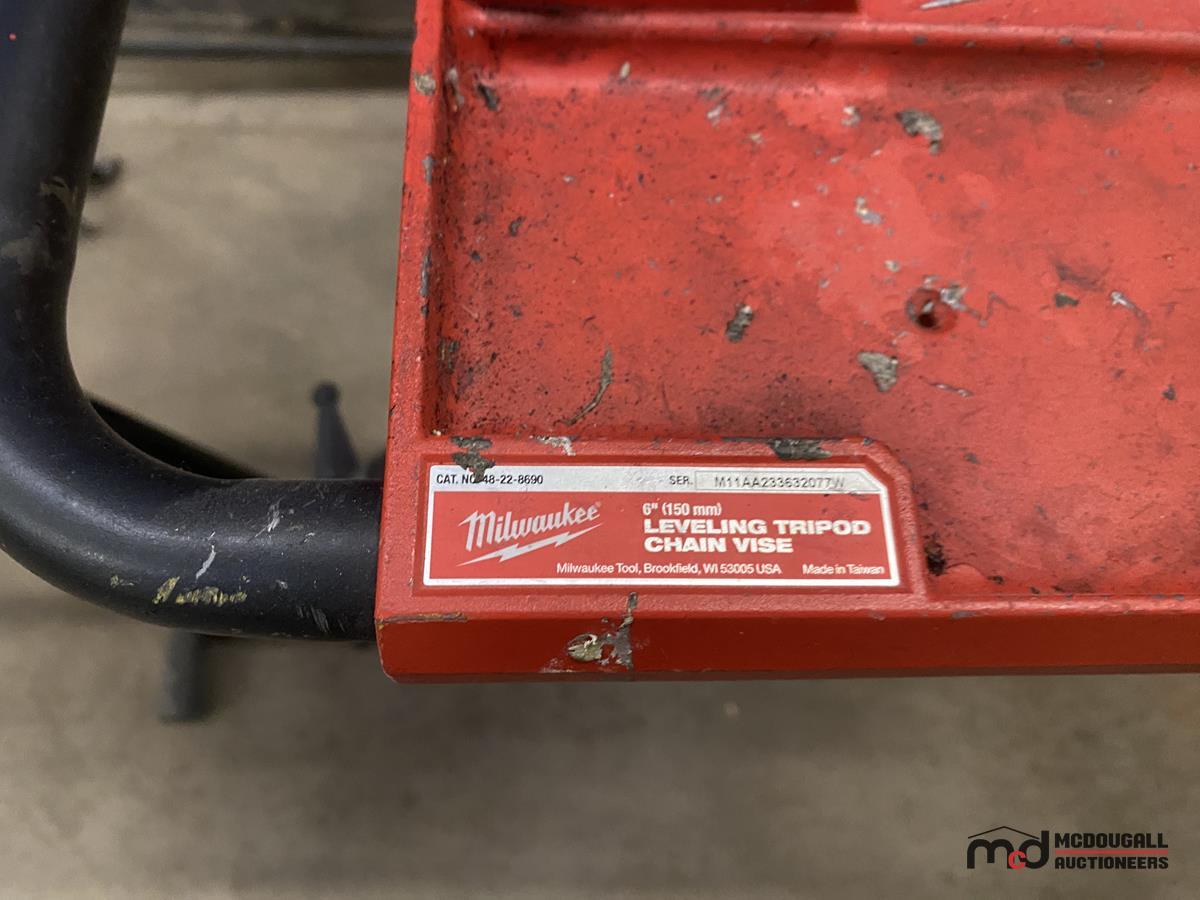 CAT. NO. 48-22-8690 SER. M11AA233632077W
Milwaukee®
6" (150 mm)
LEVELING TRIPOD
CHAIN VISE
Milwaukee Tool, Brookfield, WI 53005 USA Made in Taiwan
mcd MCDOUGALL
AUCTIONEERS